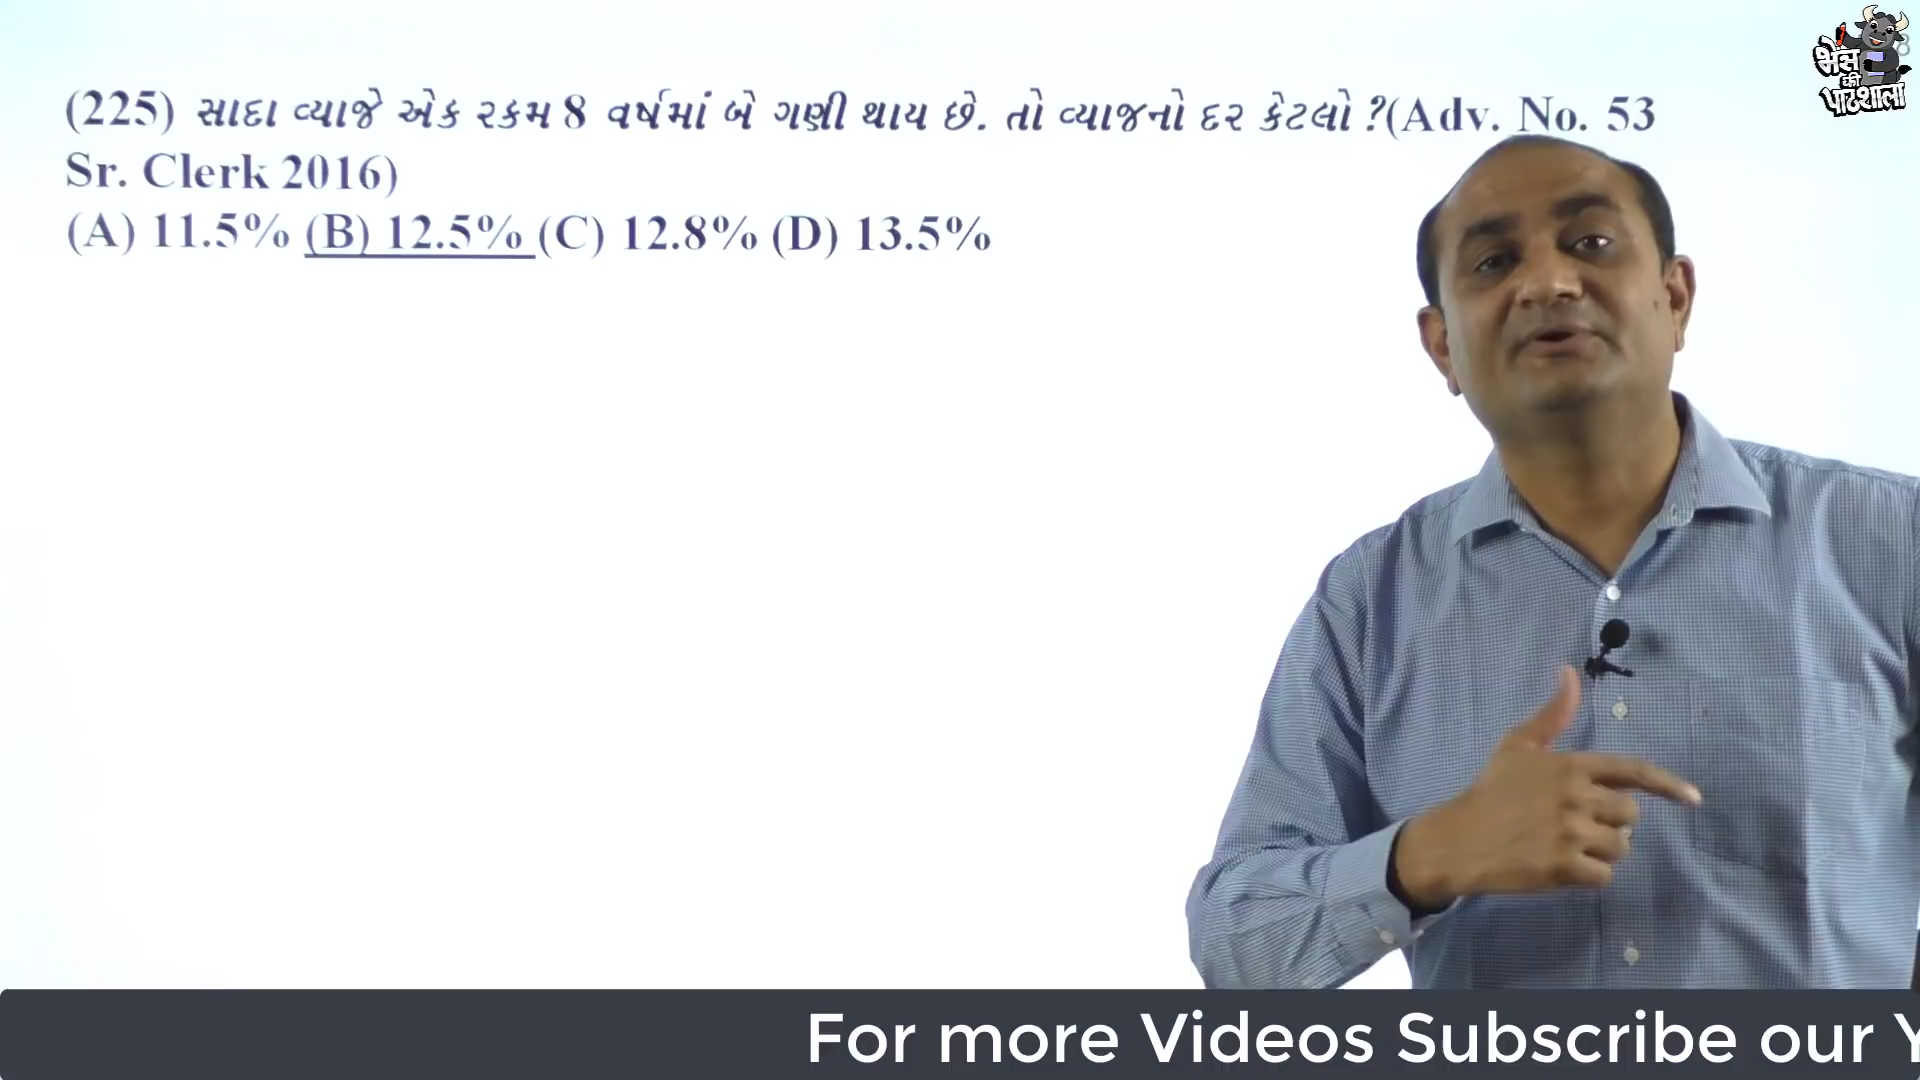 (225) સાદા વ્યાજે એક રકમ 8 વર્ષમાં બે ગણી થાય છે. તો વ્યાજનો દર કેટલો ?(Adv. No. 53
Sr. Clerk 2016)
(A) 11.5% (B) 12.5% (C) 12.8% (D) 13.5%
भेंस की पाठशाला
For more Videos Subscribe our Y